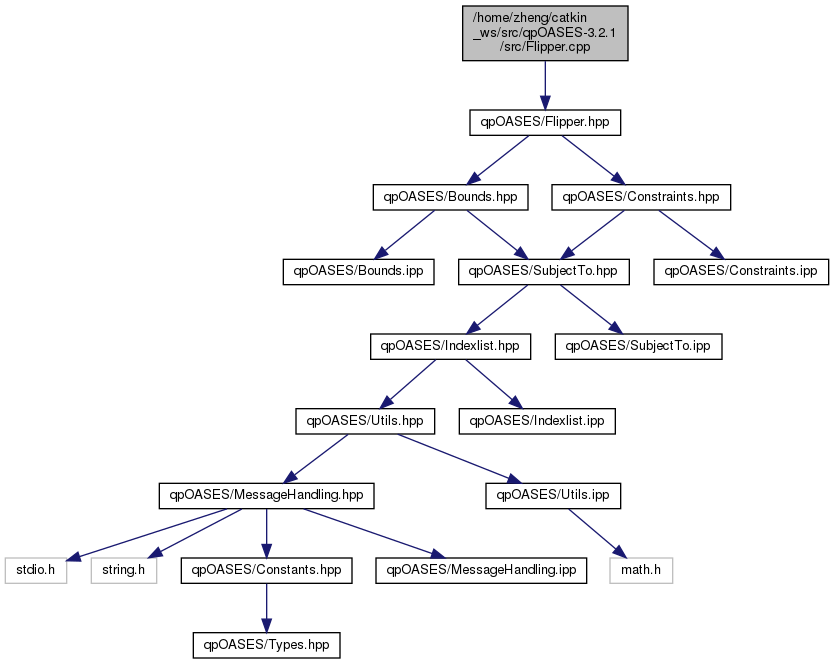 /home/zheng/catkin
_ws/src/qpOASES-3.2.1
/src/Flipper.cpp
qpOASES/Flipper.hpp
qpOASES/Bounds.hpp
qpOASES/Constraints.hpp
qpOASES/Bounds.ipp
qpOASES/SubjectTo.hpp
qpOASES/Constraints.ipp
qpOASES/Indexlist.hpp
qpOASES/SubjectTo.ipp
qpOASES/Utils.hpp
qpOASES/Indexlist.ipp
qpOASES/MessageHandling.hpp
qpOASES/Utils.ipp
stdio.h
string.h
qpOASES/Constants.hpp
qpOASES/MessageHandling.ipp
math.h
qpOASES/Types.hpp